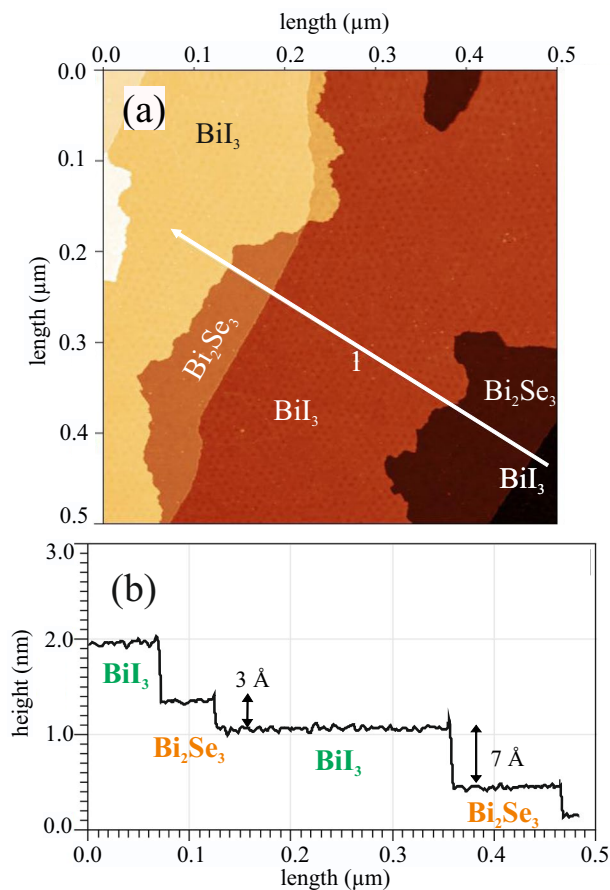 length (µm)
0.0 0.1 0.2 0.3 0.4 0.5
0.0
0.1
0.2
0.3
0.4
0.5
length (µm)
(a)
BiI₃
Bi₂Se₃
1
BiI₃
Bi₂Se₃
BiI₃
3.0
2.0
1.0
0.0
height (nm)
(b)
BiI₃
3 Å
Bi₂Se₃
BiI₃
7 Å
Bi₂Se₃
0.0 0.1 0.2 0.3 0.4 0.5
length (µm)